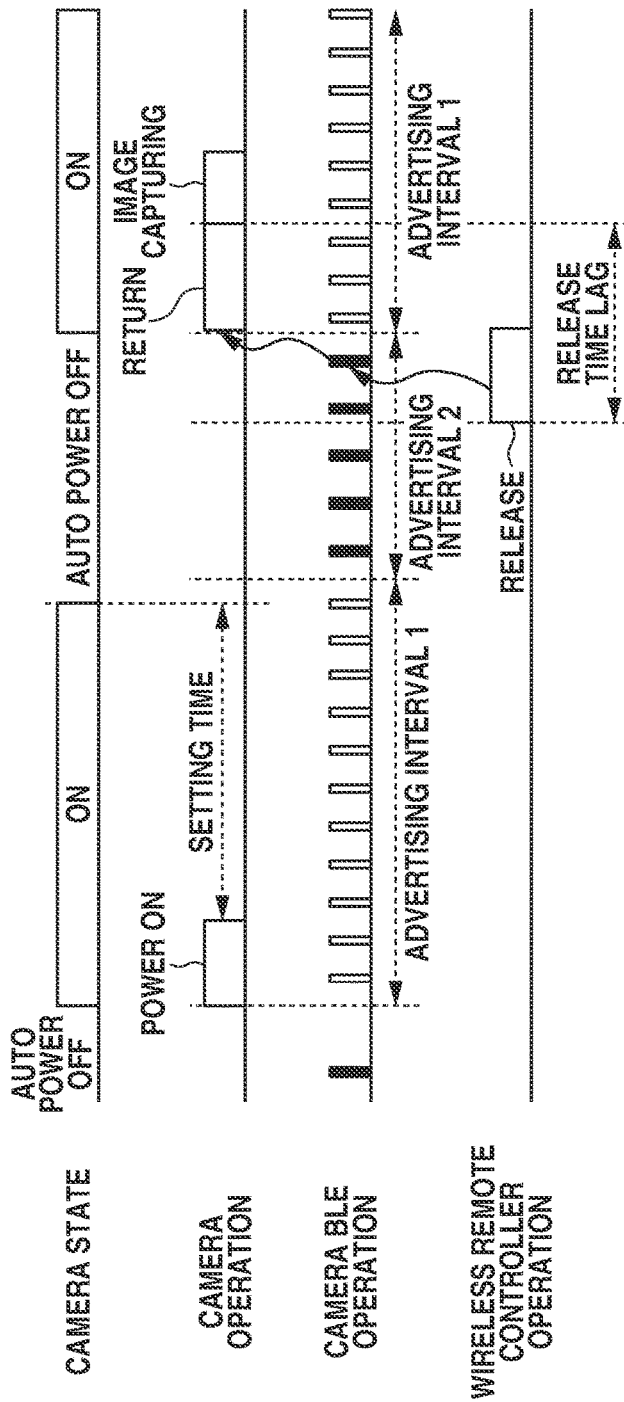 CAMERA STATE
AUTO
POWER
OFF
ON
AUTO POWER OFF
ON
CAMERA
OPERATION
POWER ON
SETTING TIME
RETURN
IMAGE
CAPTURING
CAMERA BLE
OPERATION
ADVERTISING INTERVAL 1
ADVERTISING
INTERVAL 2
ADVERTISING
INTERVAL 1
WIRELESS REMOTE
CONTROLLER
OPERATION
RELEASE
RELEASE
TIME LAG